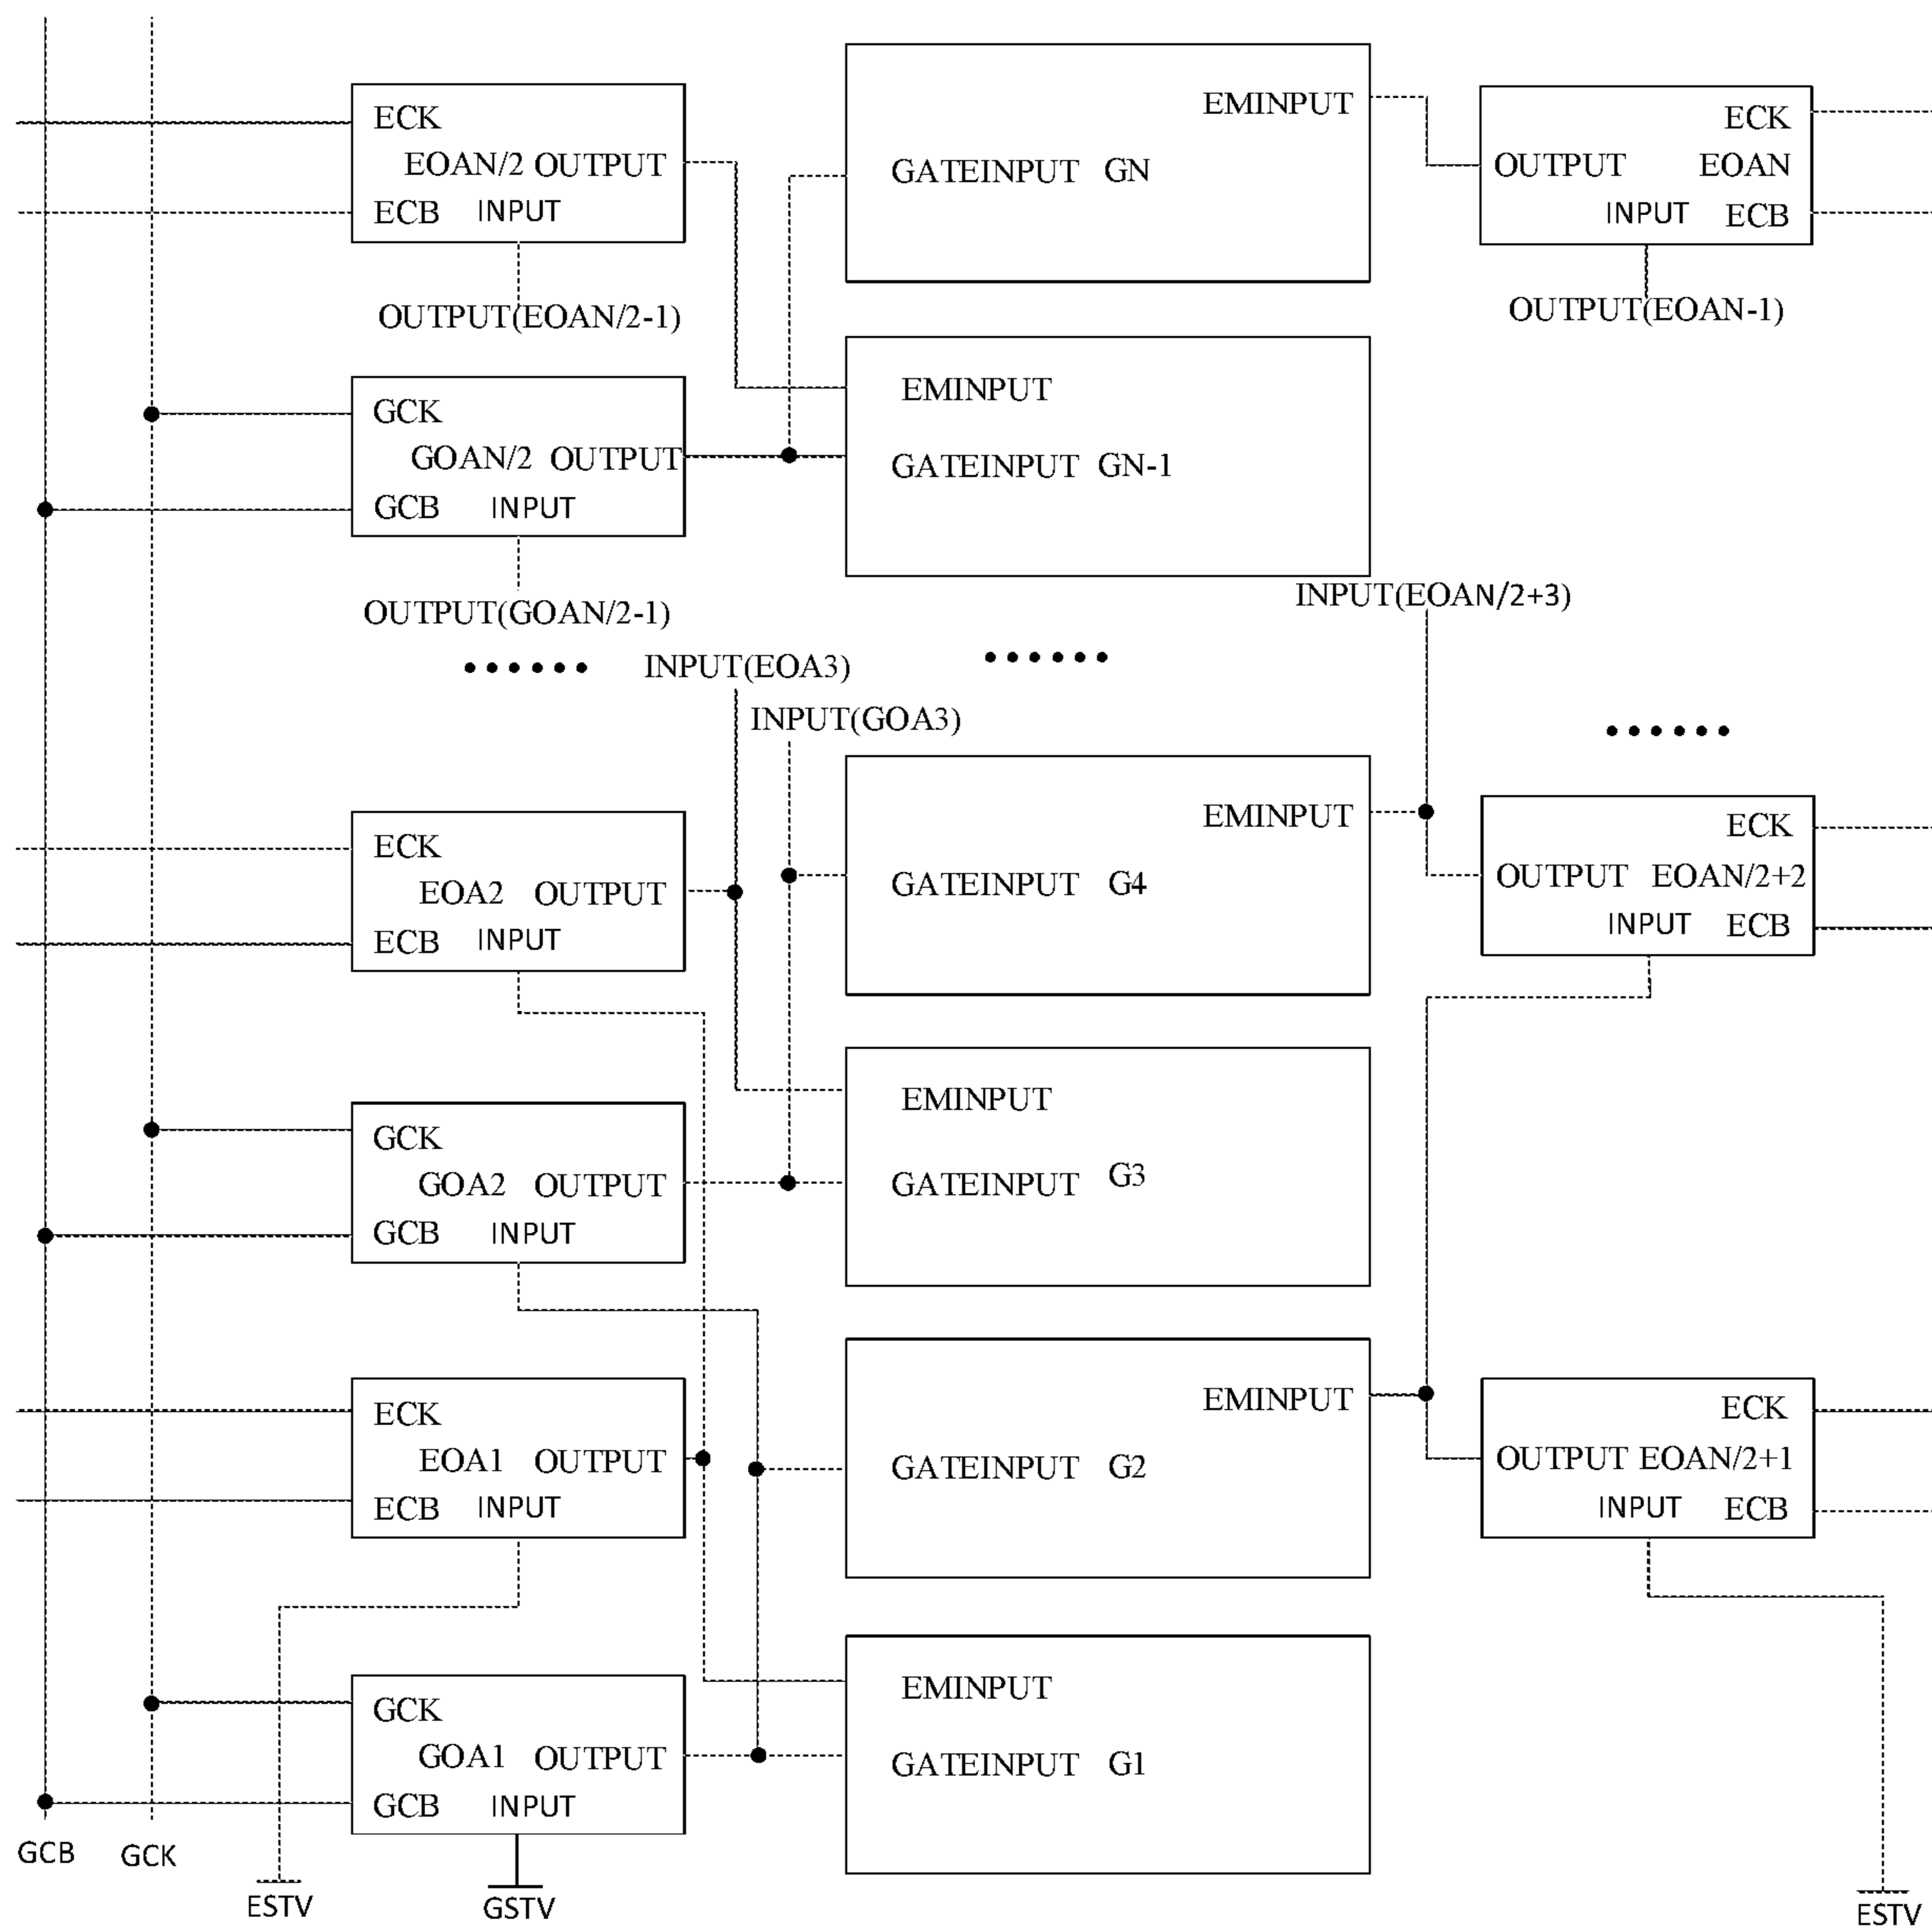 ECK
EOAN/2 OUTPUT
ECB INPUT
OUTPUT(EOAN/2-1)
EMINPUT
GATEINPUT GN
ECK
OUTPUT EOAN
INPUT ECB
OUTPUT(EOAN-1)
GCK
GOAN/2 OUTPUT
GCB INPUT
OUTPUT(GOAN/2-1)
EMINPUT
GATEINPUT GN-1
INPUT(EOAN/2+3)
••••••
INPUT(EOA3)
••••••
INPUT(GOA3)
••••••
ECK
EOA2 OUTPUT
ECB INPUT
EMINPUT
GATEINPUT G4
ECK
OUTPUT EOAN/2+2
INPUT ECB
GCK
GOA2 OUTPUT
GCB INPUT
EMINPUT
GATEINPUT G3
ECK
EOA1 OUTPUT
ECB INPUT
EMINPUT
GATEINPUT G2
ECK
OUTPUT EOAN/2+1
INPUT ECB
GCK
GOA1 OUTPUT
GCB INPUT
EMINPUT
GATEINPUT G1
GCB
GCK
ESTV
GSTV
ESTV